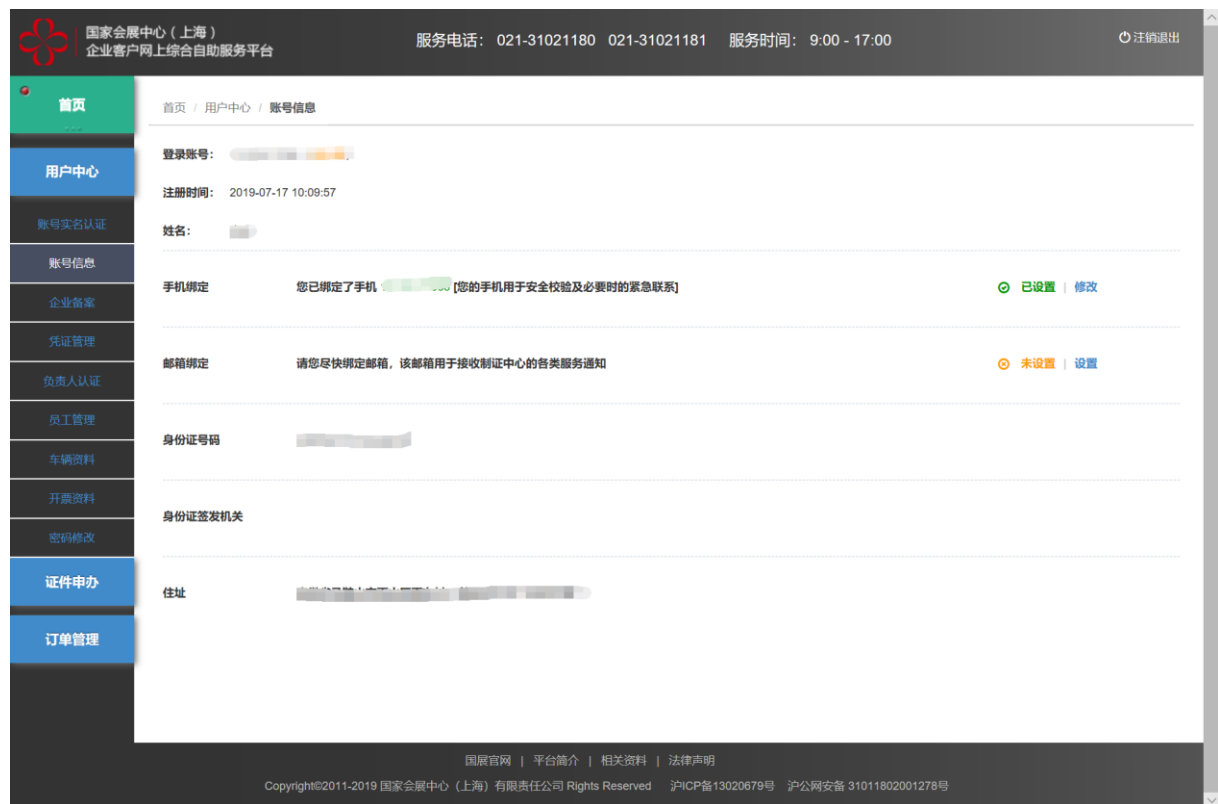 国家会展中心（上海）
企业客户网上综合自助服务平台
服务电话： 021-31021180 021-31021181 服务时间：9:00 - 17:00
注销退出
首页
用户中心
账号实名认证
账号信息
企业备案
凭证管理
负责人认证
员工管理
车辆资料
开票资料
密码修改
证件申办
订单管理
首页 / 用户中心 / 账号信息
登录账号：
注册时间： 2019-07-17 10:09:57
姓名：
手机绑定 您已绑定了手机 [您的手机用于安全校验及必要时的紧急联系] 已设置 | 修改
邮箱绑定 请您尽快绑定邮箱，该邮箱用于接收制证中心的各类服务通知 未设置 | 设置
身份证号码
身份证签发机关
住址
国展官网 | 平台简介 | 相关资料 | 法律声明
Copyright©2011-2019 国家会展中心（上海）有限责任公司 Rights Reserved 沪ICP备13020679号 沪公网安备 31011802001278号